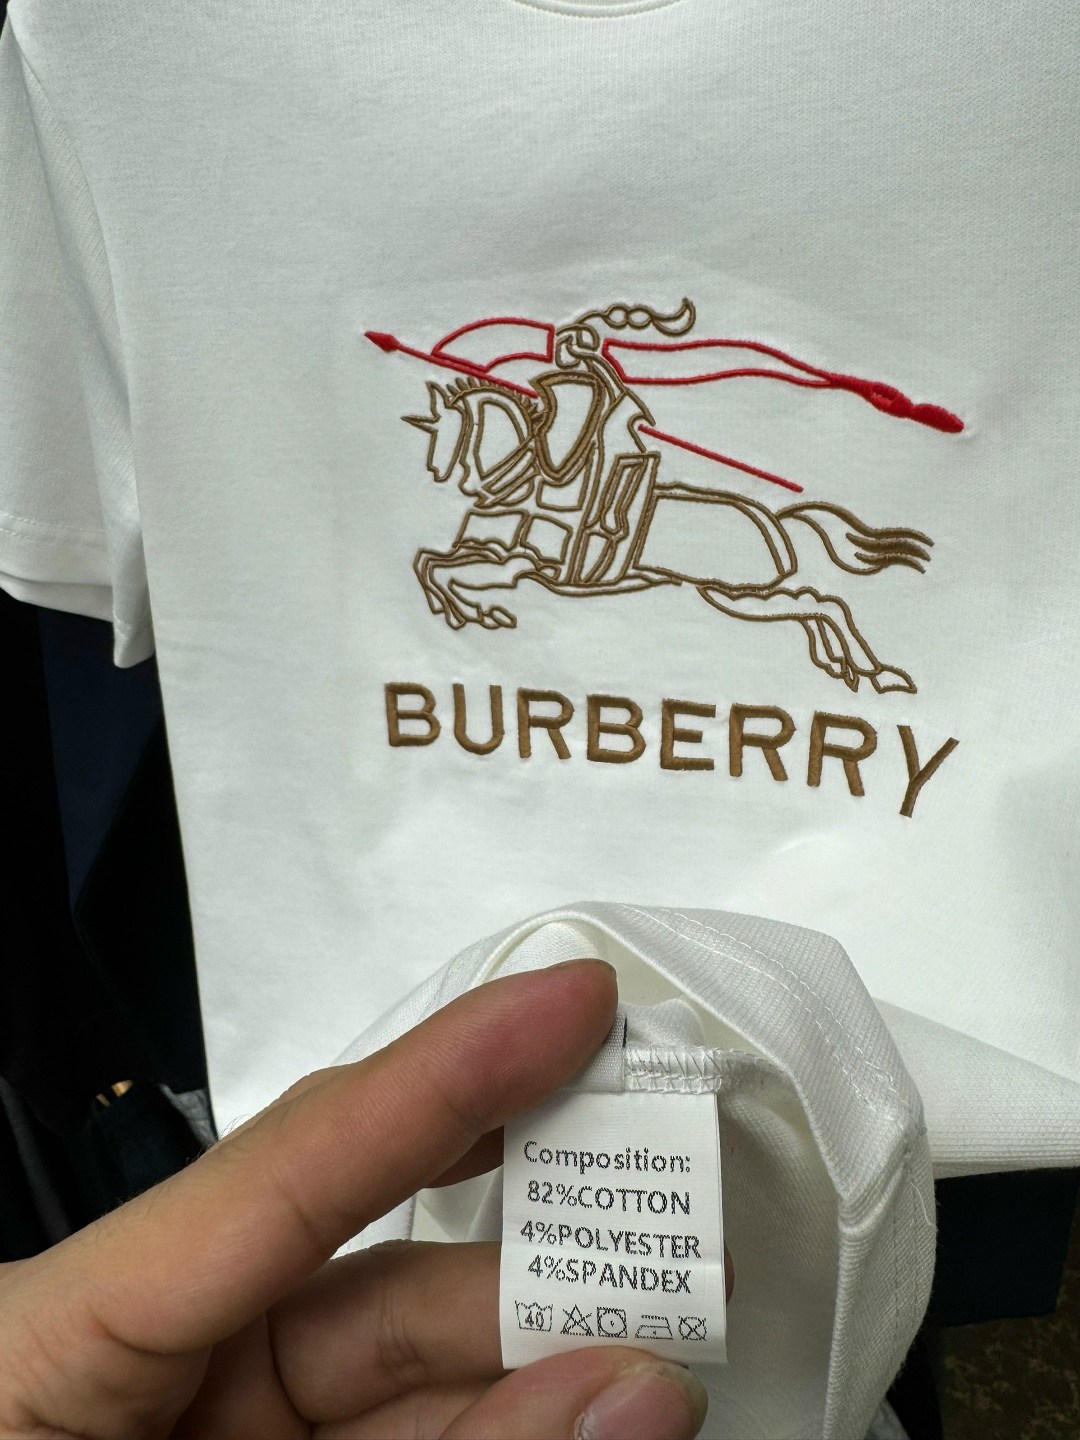 BURBERRY
Composition:
82%COTTON
4%POLYESTER
4%SPANDEX
40